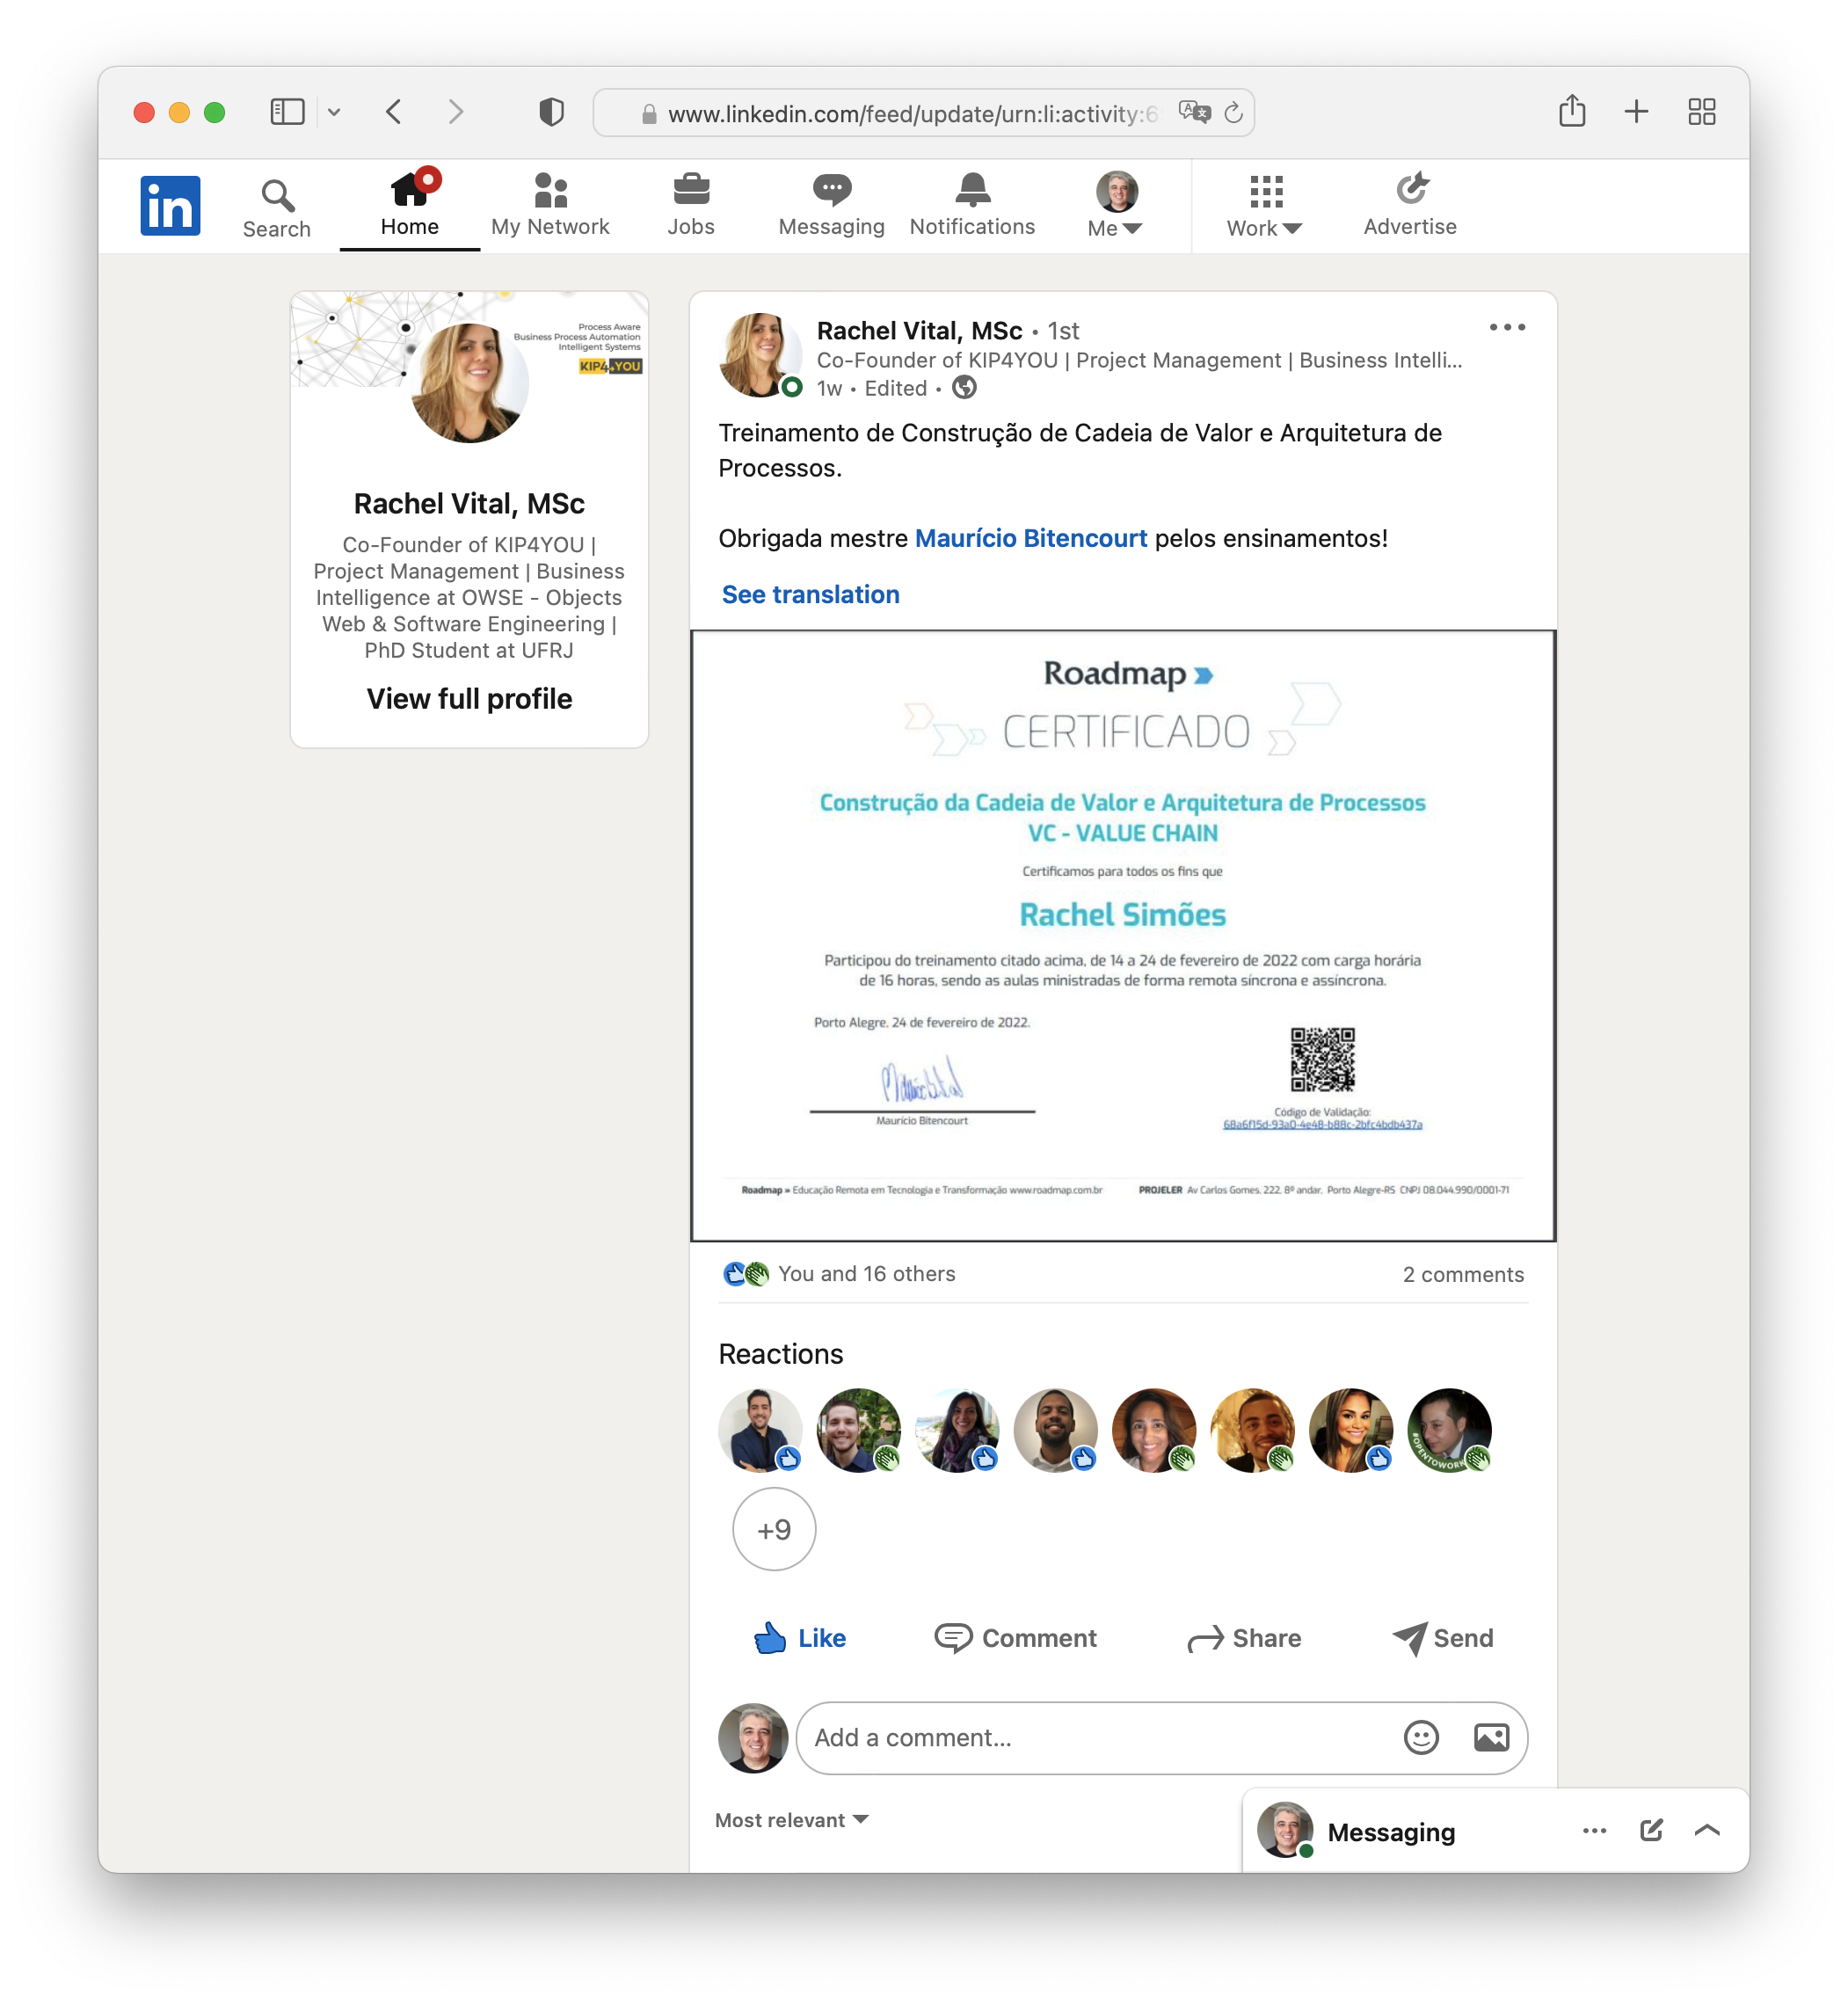 www.linkedin.com/feed/update/urn:li:activity:6
in
Search
Home
My Network
Jobs
Messaging
Notifications
Me
Work
Advertise
Process Aware
Business Process Automation
Intelligent Systems
KIP4YOU
Rachel Vital, MSc
Co-Founder of KIP4YOU |
Project Management | Business
Intelligence at OWSE - Objects
Web & Software Engineering |
PhD Student at UFRJ
View full profile
Rachel Vital, MSc • 1st
Co-Founder of KIP4YOU | Project Management | Business Intelli...
1w • Edited •
Treinamento de Construção de Cadeia de Valor e Arquitetura de
Processos.
Obrigada mestre Maurício Bitencourt pelos ensinamentos!
See translation
Roadmap
CERTIFICADO
Construção da Cadeia de Valor e Arquitetura de Processos
VC - VALUE CHAIN
Certificamos para todos os fins que
Rachel Simões
Participou do treinamento citado acima, de 14 a 24 de fevereiro de 2022 com carga horária
de 16 horas, sendo as aulas ministradas de forma remota síncrona e assíncrona.
Porto Alegre, 24 de fevereiro de 2022.
Maurício Bitencourt
Código de Validação:
68a6f15d-93a0-4e48-b88c-2bfc4bdb437a
Roadmap » Educação Remota em Tecnologia e Transformação www.roadmap.com.br
PROJELER Av Carlos Gomes, 222, 8º andar, Porto Alegre-RS CNPJ 08.044.990/0001-71
You and 16 others
2 comments
Reactions
#OPENTOWORK
+9
Like
Comment
Share
Send
Add a comment...
Most relevant
Messaging